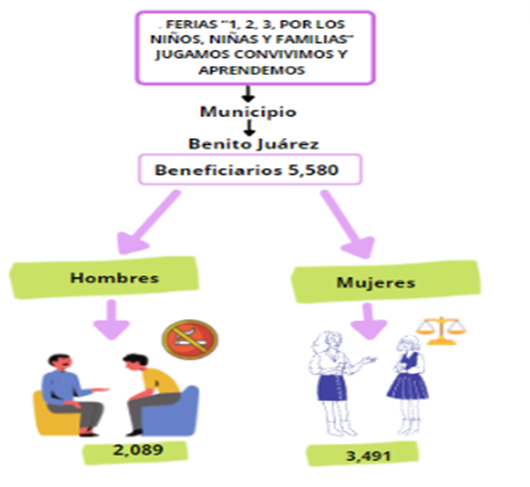 . FERIAS "1, 2, 3, POR LOS
NIÑOS, NIÑAS Y FAMILIAS"
JUGAMOS CONVIVIMOS Y
APRENDEMOS
Municipio
Benito Juárez
Beneficiarios 5,580
Hombres
Mujeres
2,089
3,491